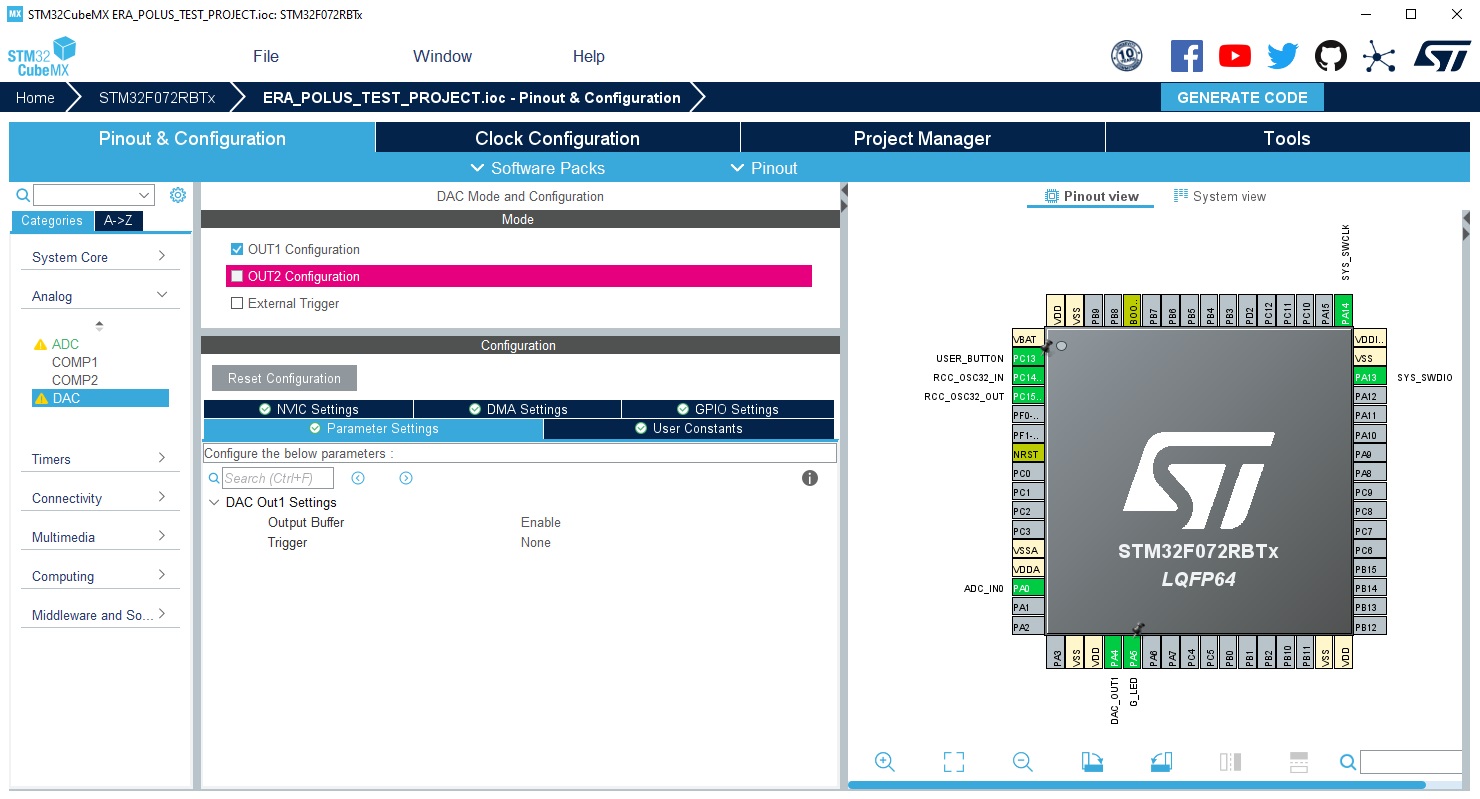 MX STM32CubeMX ERA_POLUS_TEST_PROJECT.ioc: STM32F072RBTx
STM32
CubeMX
File Window Help
10
Home STM32F072RBTx ERA_POLUS_TEST_PROJECT.ioc - Pinout & Configuration GENERATE CODE
Pinout & Configuration Clock Configuration Project Manager Tools
Software Packs Pinout
Categories A->Z
System Core
Analog
ADC
COMP1
COMP2
DAC
Timers
Connectivity
Multimedia
Computing
Middleware and So...
DAC Mode and Configuration
Mode
OUT1 Configuration
OUT2 Configuration
External Trigger
Configuration
Reset Configuration
NVIC Settings DMA Settings GPIO Settings
Parameter Settings User Constants
Configure the below parameters :
Search (Ctrl+F)
DAC Out1 Settings
Output Buffer Enable
Trigger None
Pinout view System view
SYS_SWCLK
VDD VSS PB9 PB8 BOO.. PB7 PB6 PB5 PB4 PB3 PD2 PC12 PC11 PC10 PA15 PA14
VBAT VDDI..
USER_BUTTON PC13 VSS
RCC_OSC32_IN PC14.. PA13 SYS_SWDIO
RCC_OSC32_OUT PC15.. PA12
PF0-.. PA11
PF1-.. PA10
NRST PA9
PC0 PA8
PC1 PC9
PC2 PC8
PC3 PC7
VSSA PC6
VDDA PB15
ADC_IN0 PA0 PB14
PA1 PB13
PA2 PB12
STM32F072RBTx
LQFP64
PA3 VSS VDD PA4 PA5 PA6 PA7 PC4 PC5 PB0 PB1 PB2 PB10 PB11 VSS VDD
DAC_OUT1 G_LED